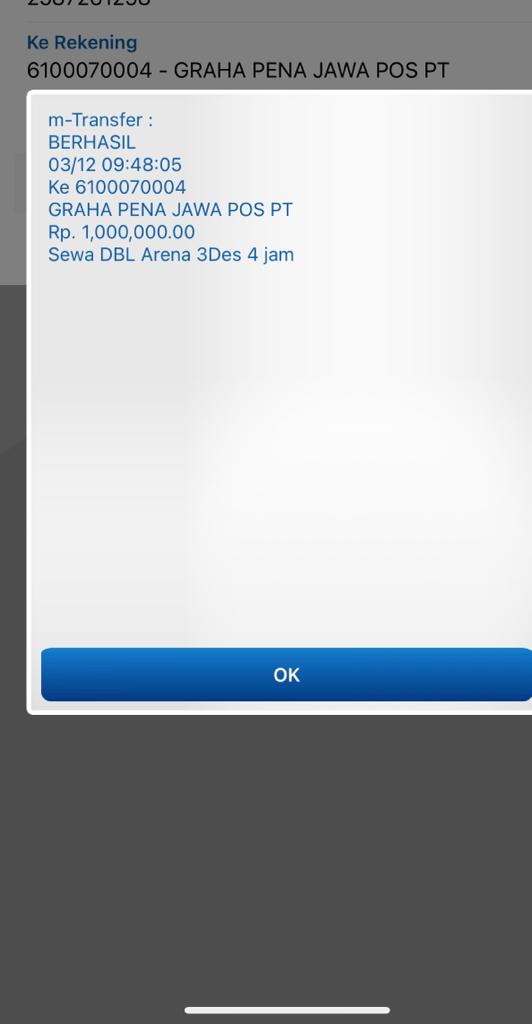 Ke Rekening
6100070004 - GRAHA PENA JAWA POS PT
m-Transfer :
BERHASIL
03/12 09:48:05
Ke 6100070004
GRAHA PENA JAWA POS PT
Rp. 1,000,000.00
Sewa DBL Arena 3Des 4 jam
OK